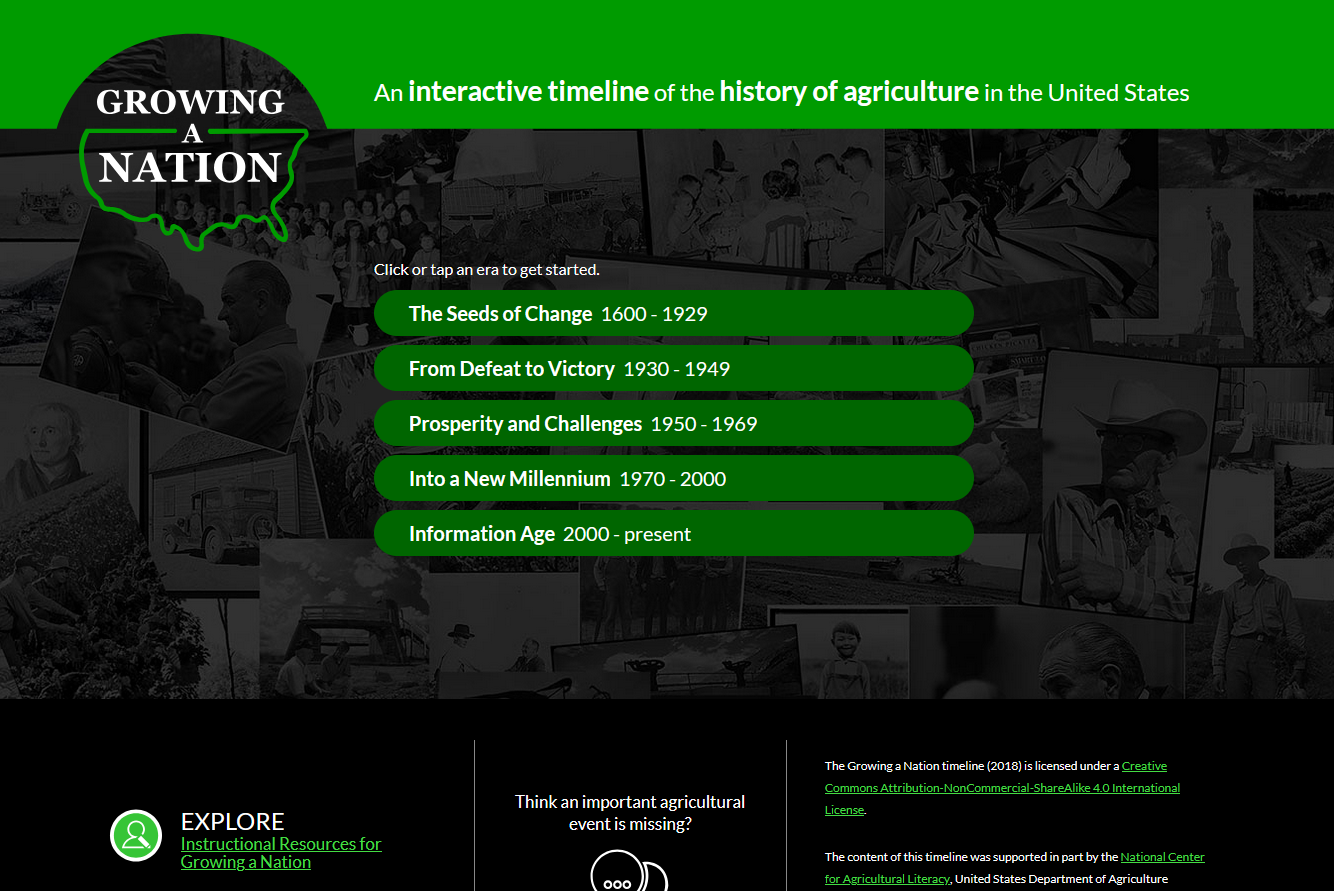 GROWING
A
NATION
An interactive timeline of the history of agriculture in the United States
Click or tap an era to get started.
The Seeds of Change 1600 - 1929
From Defeat to Victory 1930 - 1949
Prosperity and Challenges 1950 - 1969
Into a New Millennium 1970 - 2000
Information Age 2000 - present
EXPLORE
Instructional Resources for
Growing a Nation
Think an important agricultural
event is missing?
The Growing a Nation timeline (2018) is licensed under a Creative
Commons Attribution-NonCommercial-ShareAlike 4.0 International
License.
The content of this timeline was supported in part by the National Center
for Agricultural Literacy, United States Department of Agriculture